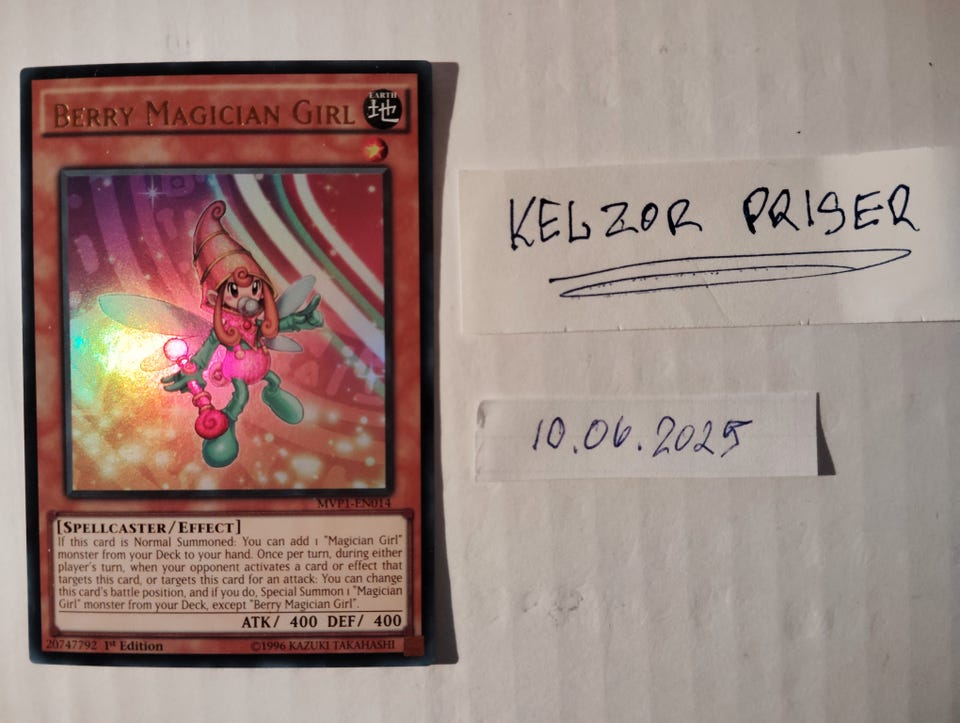 BERRY MAGICIAN GIRL
EARTH
地
MVP1-EN014
[SPELLCASTER/EFFECT]
If this card is Normal Summoned: You can add 1 "Magician Girl"
monster from your Deck to your hand. Once per turn, during either
player's turn, when your opponent activates a card or effect that
targets this card, or targets this card for an attack: You can change
this card's battle position, and if you do, Special Summon 1 "Magician
Girl" monster from your Deck, except "Berry Magician Girl".
ATK/ 400 DEF/ 400
20747792 1st Edition ©1996 KAZUKI TAKAHASHI
KELZOR PRISER
10.06.2025